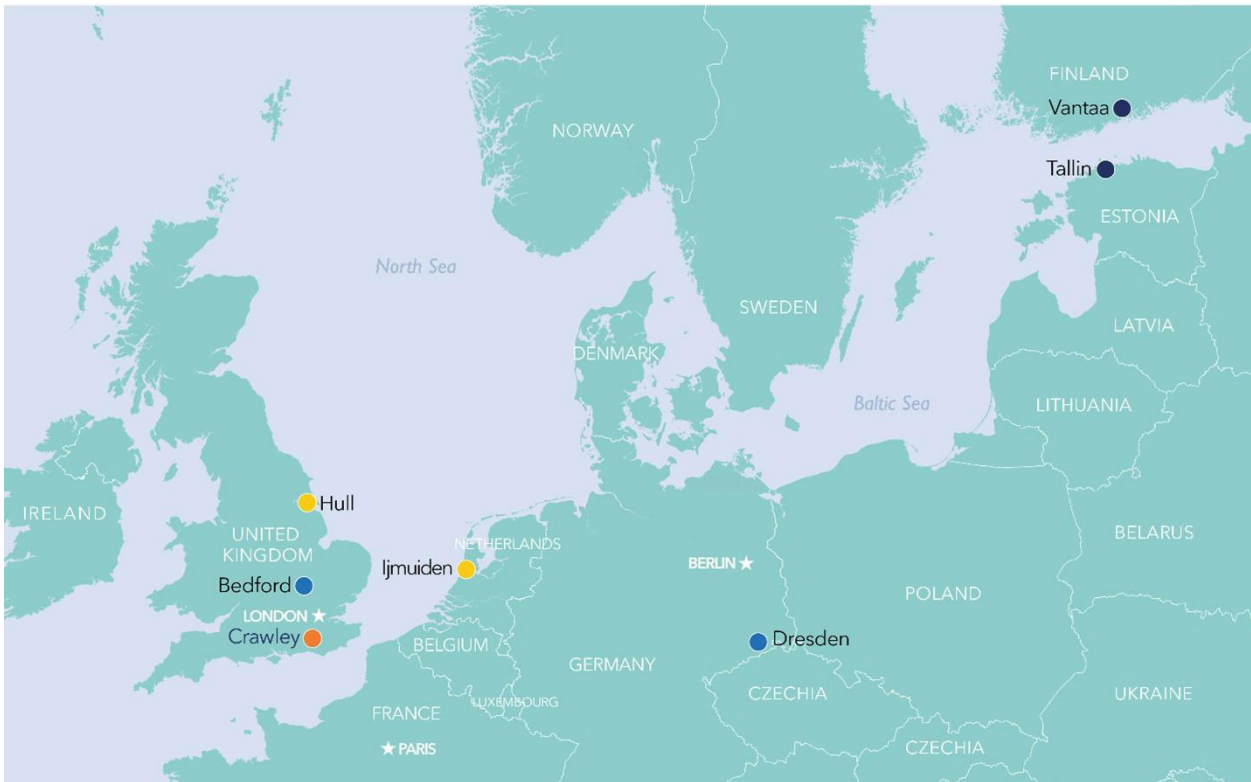 FINLAND
Vantaa
NORWAY
Tallin
ESTONIA
North Sea
SWEDEN
LATVIA
DENMARK
Baltic Sea
LITHUANIA
Hull
IRELAND
UNITED
KINGDOM
NETHERLANDS
BELARUS
Ijmuiden
BERLIN
Bedford
POLAND
LONDON
Crawley
BELGIUM
Dresden
GERMANY
CZECHIA
UKRAINE
LUXEMBOURG
FRANCE
PARIS
CZECHIA